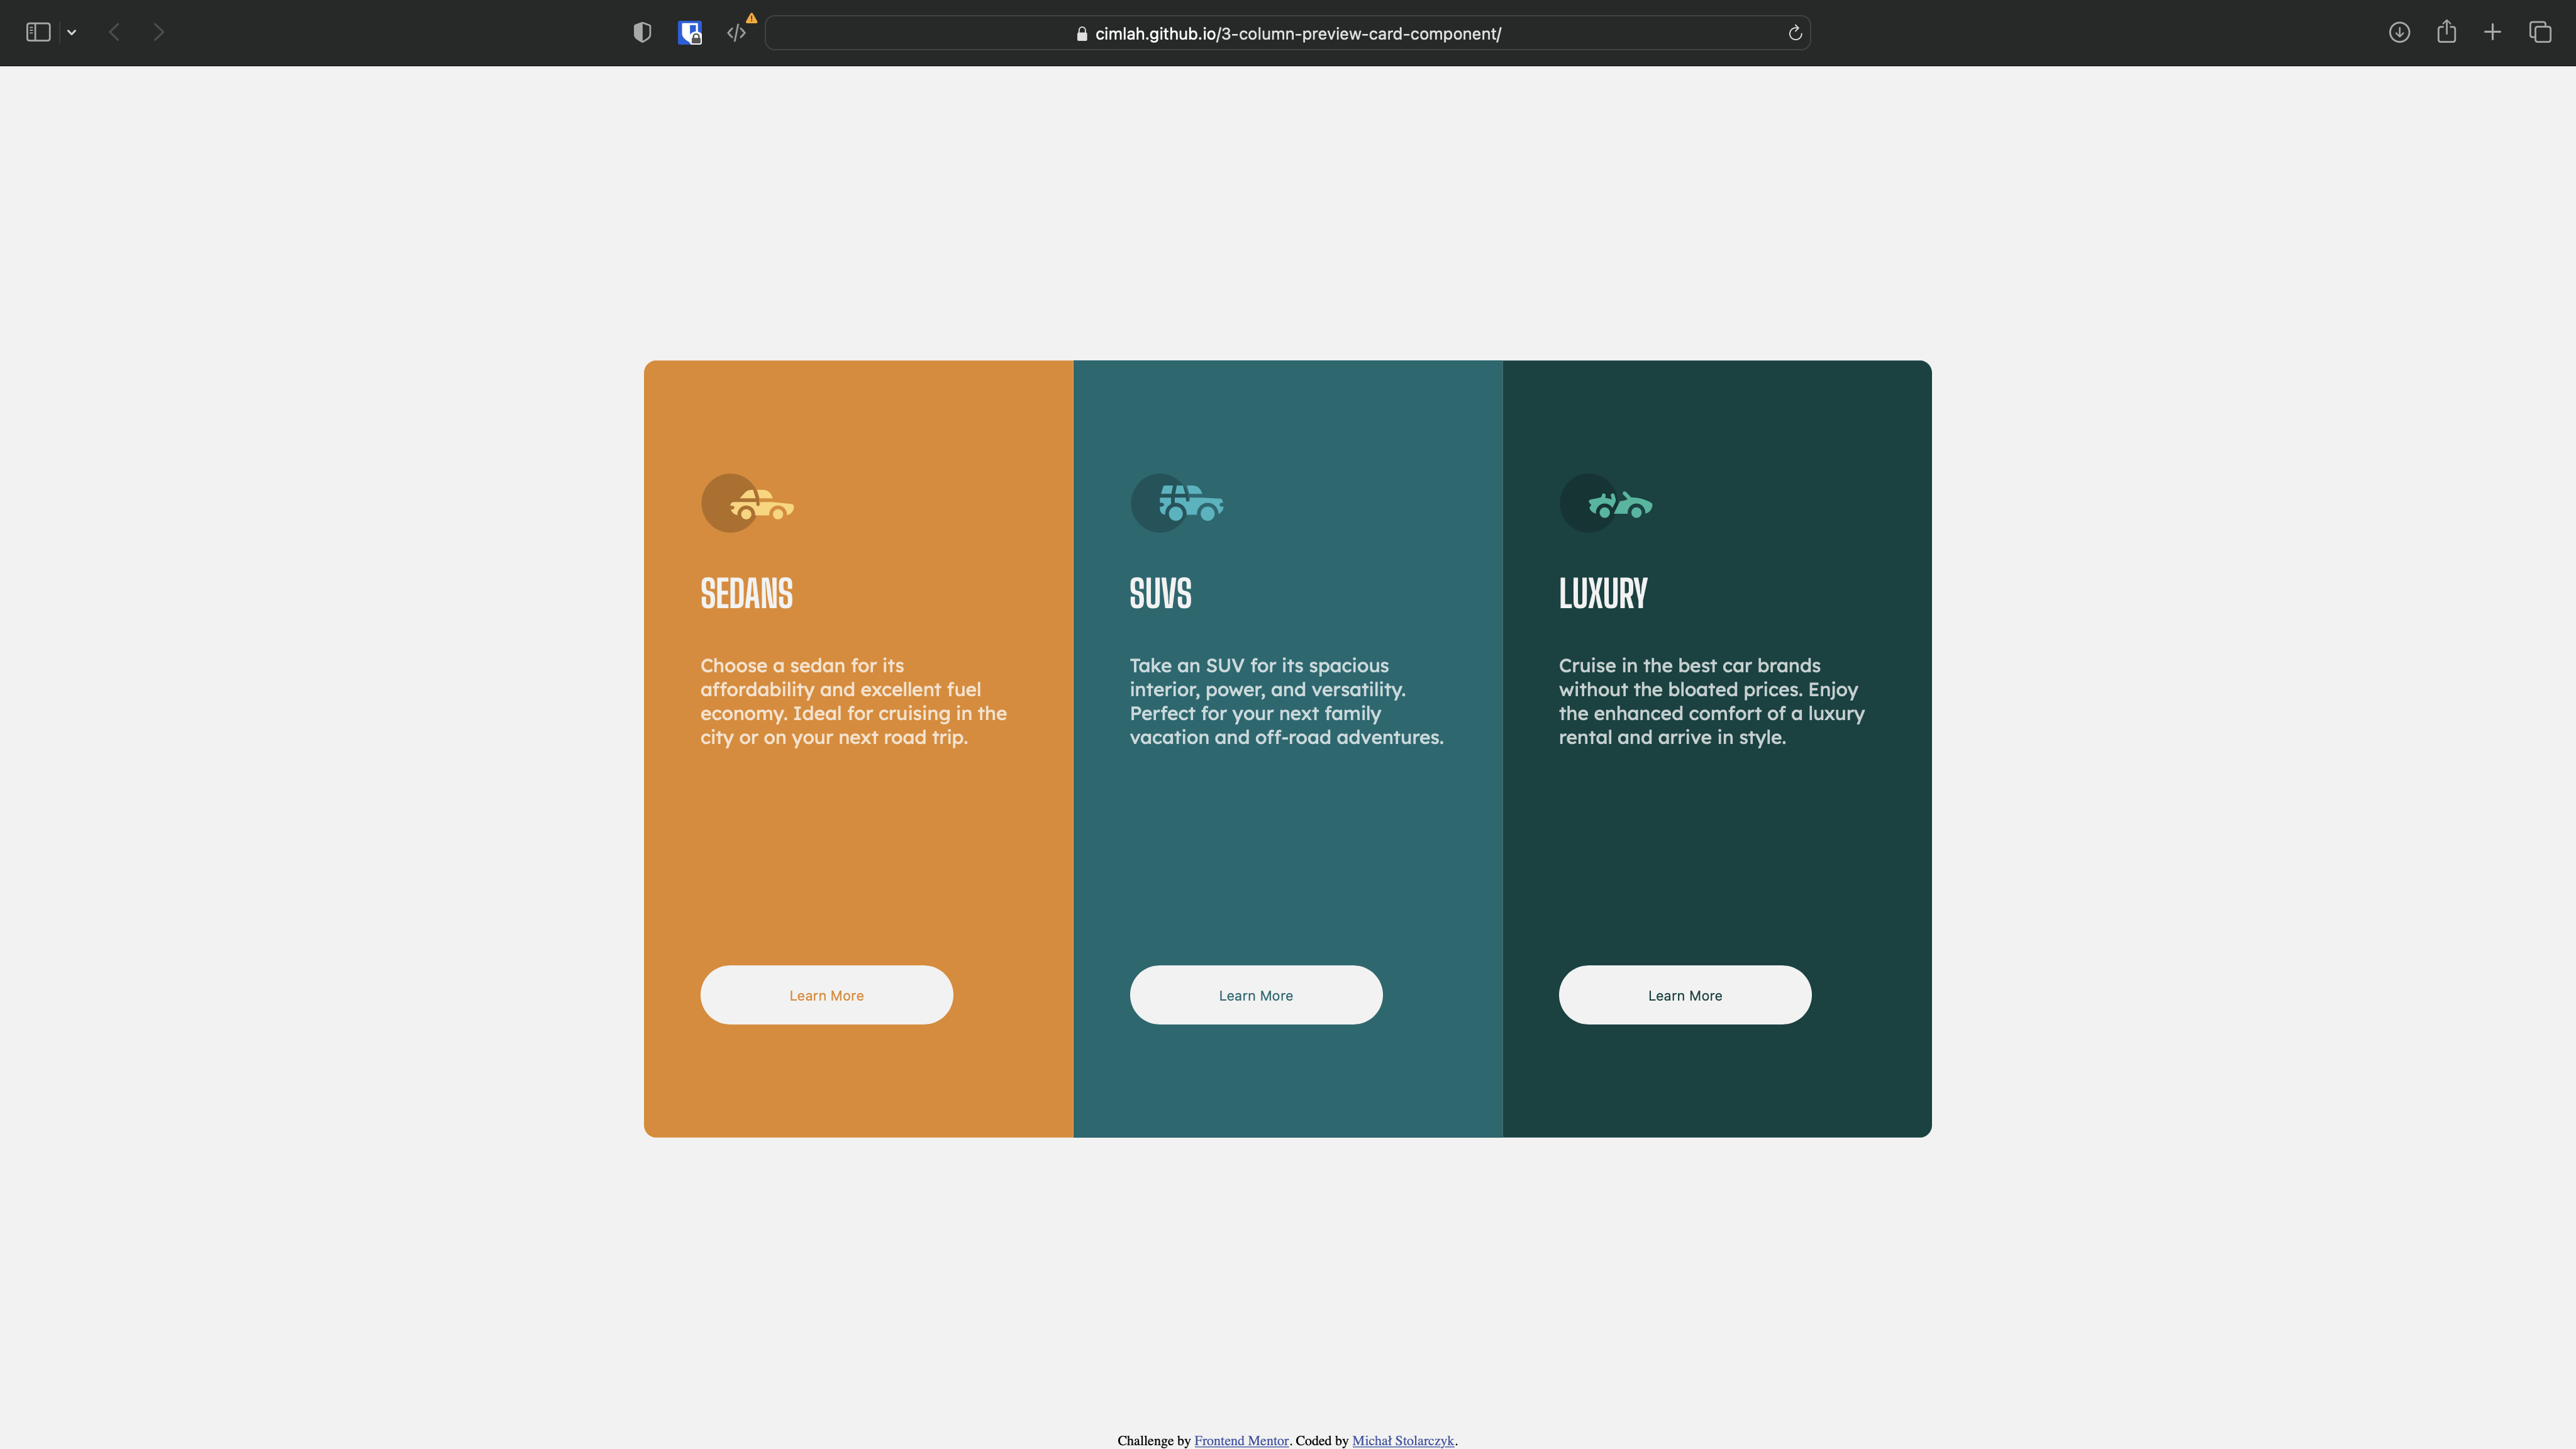 cimlah.github.io/3-column-preview-card-component/
SEDANS
Choose a sedan for its
affordability and excellent fuel
economy. Ideal for cruising in the
city or on your next road trip.
Learn More
SUVS
Take an SUV for its spacious
interior, power, and versatility.
Perfect for your next family
vacation and off-road adventures.
Learn More
LUXURY
Cruise in the best car brands
without the bloated prices. Enjoy
the enhanced comfort of a luxury
rental and arrive in style.
Learn More
Challenge by Frontend Mentor. Coded by Michał Stolarczyk.